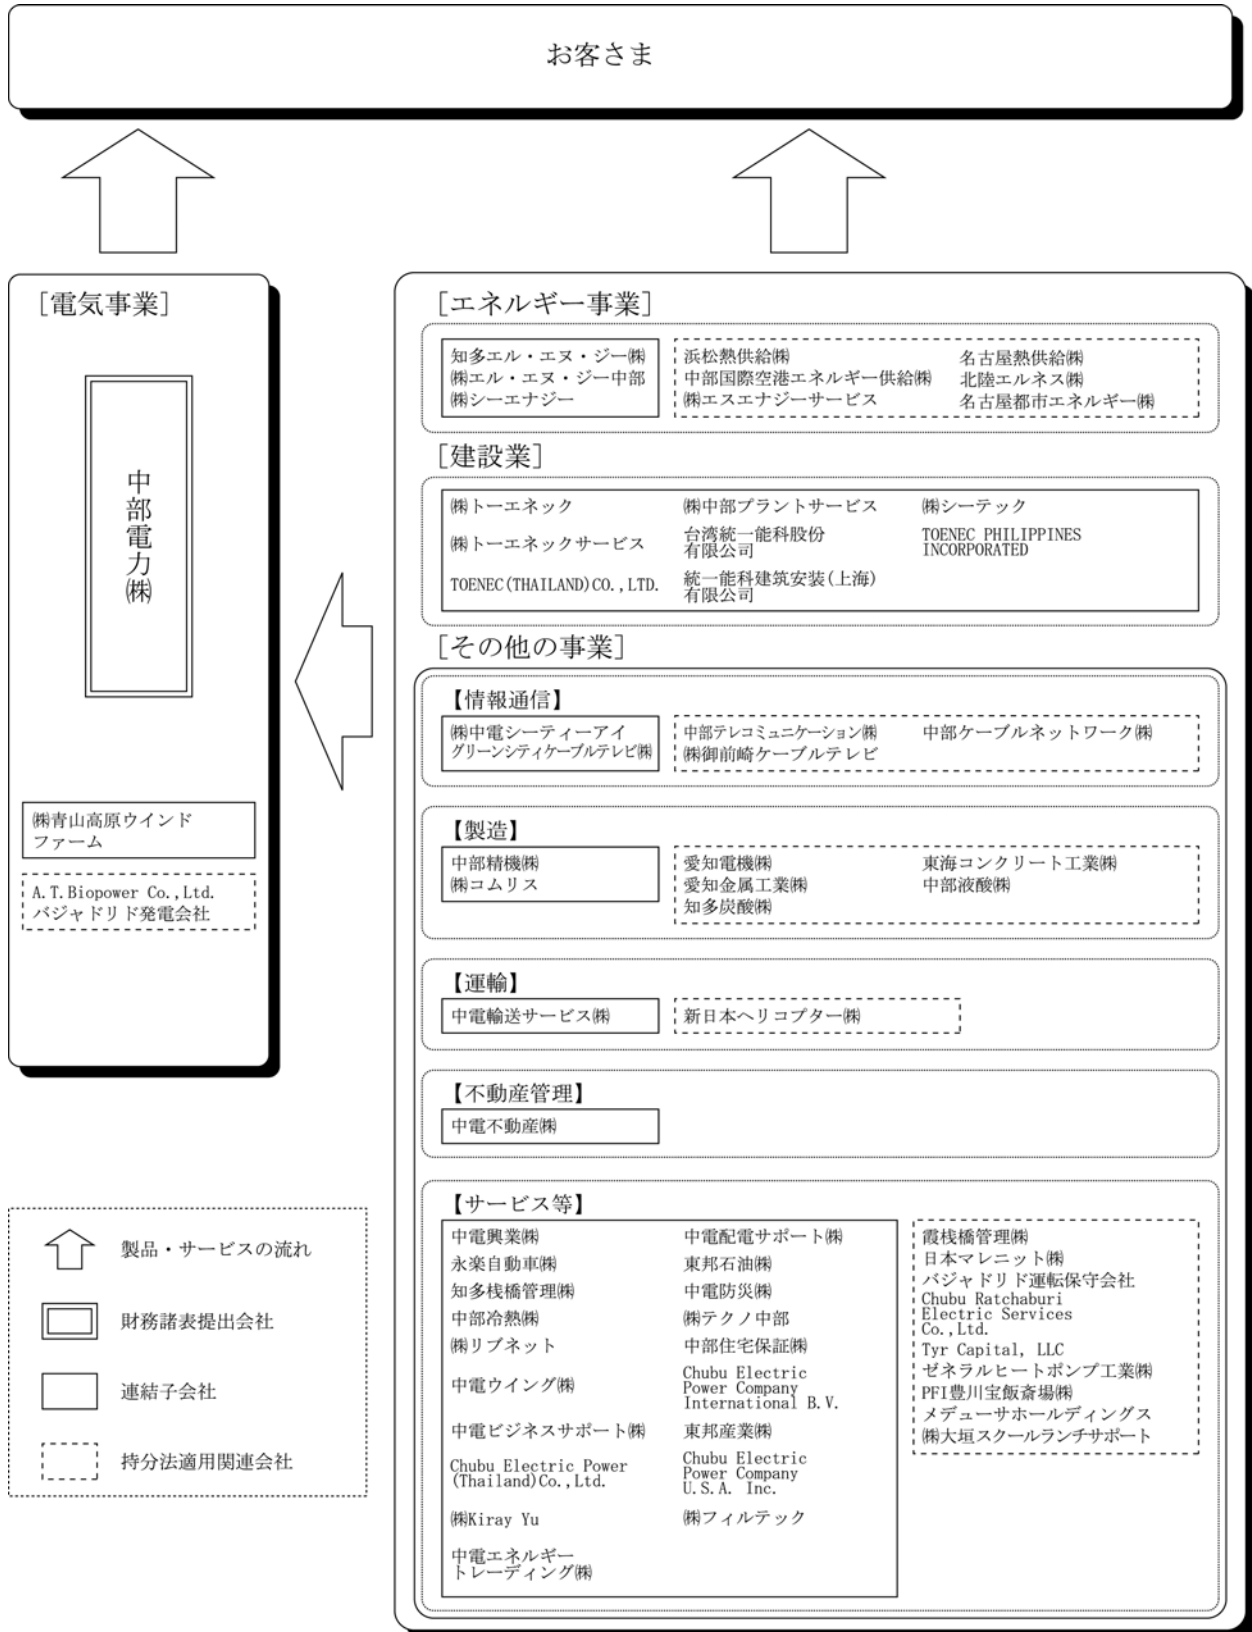 お客さま
［電気事業］
中部電力㈱
㈱青山高原ウインド
ファーム
A.T.Biopower Co.,Ltd.
バジャドリド発電会社
［エネルギー事業］
知多エル・エヌ・ジー㈱
㈱エル・エヌ・ジー中部
㈱シーエナジー
浜松熱供給㈱
中部国際空港エネルギー供給㈱
㈱エスエナジーサービス
名古屋熱供給㈱
北陸エルネス㈱
名古屋都市エネルギー㈱
［建設業］
㈱トーエネック
㈱中部プラントサービス
㈱シーテック
㈱トーエネックサービス
台湾統一能科股份
有限公司
TOENEC PHILIPPINES
INCORPORATED
TOENEC(THAILAND)CO.,LTD.
統一能科建筑安装(上海)
有限公司
［その他の事業］
【情報通信】
㈱中電シーティーアイ
グリーンシティケーブルテレビ㈱
中部テレコミュニケーション㈱
㈱御前崎ケーブルテレビ
中部ケーブルネットワーク㈱
【製造】
中部精機㈱
㈱コムリス
愛知電機㈱
愛知金属工業㈱
知多炭酸㈱
東海コンクリート工業㈱
中部液酸㈱
【運輸】
中電輸送サービス㈱
新日本ヘリコプター㈱
【不動産管理】
中電不動産㈱
【サービス等】
中電興業㈱
永楽自動車㈱
知多桟橋管理㈱
中部冷熱㈱
㈱リブネット
中電ウイング㈱
中電ビジネスサポート㈱
Chubu Electric Power
(Thailand)Co.,Ltd.
㈱Kiray Yu
中電エネルギー
トレーディング㈱
中電配電サポート㈱
東邦石油㈱
中電防災㈱
㈱テクノ中部
中部住宅保証㈱
Chubu Electric
Power Company
International B.V.
東邦産業㈱
Chubu Electric
Power Company
U.S.A. Inc.
㈱フィルテック
霞桟橋管理㈱
日本マレニット㈱
バジャドリド運転保守会社
Chubu Ratchaburi
Electric Services
Co.,Ltd.
Tyr Capital, LLC
ゼネラルヒートポンプ工業㈱
PFI豊川宝飯斎場㈱
メデューサホールディングス
㈱大垣スクールランチサポート
製品・サービスの流れ
財務諸表提出会社
連結子会社
持分法適用関連会社